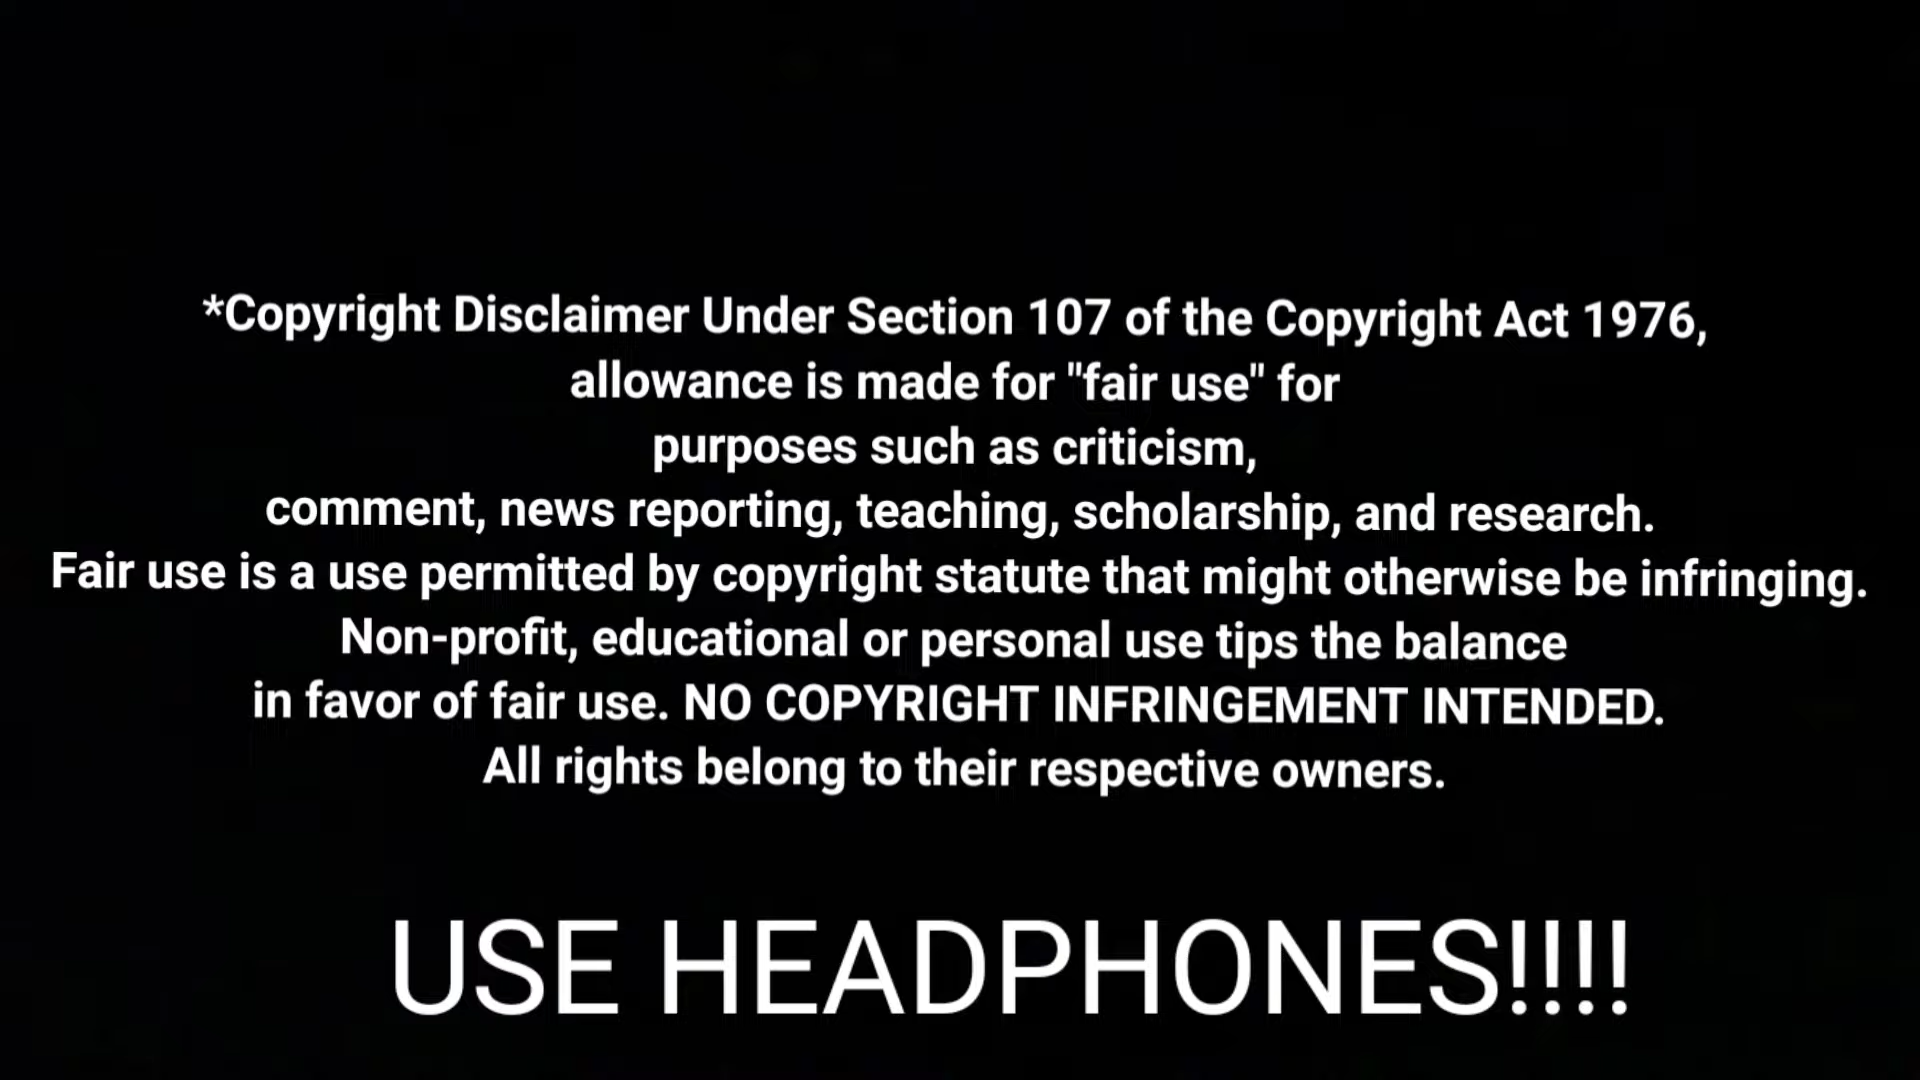 *Copyright Disclaimer Under Section 107 of the Copyright Act 1976,
allowance is made for "fair use" for
purposes such as criticism,
comment, news reporting, teaching, scholarship, and research.
Fair use is a use permitted by copyright statute that might otherwise be infringing.
Non-profit, educational or personal use tips the balance
in favor of fair use. NO COPYRIGHT INFRINGEMENT INTENDED.
All rights belong to their respective owners.
USE HEADPHONES!!!!